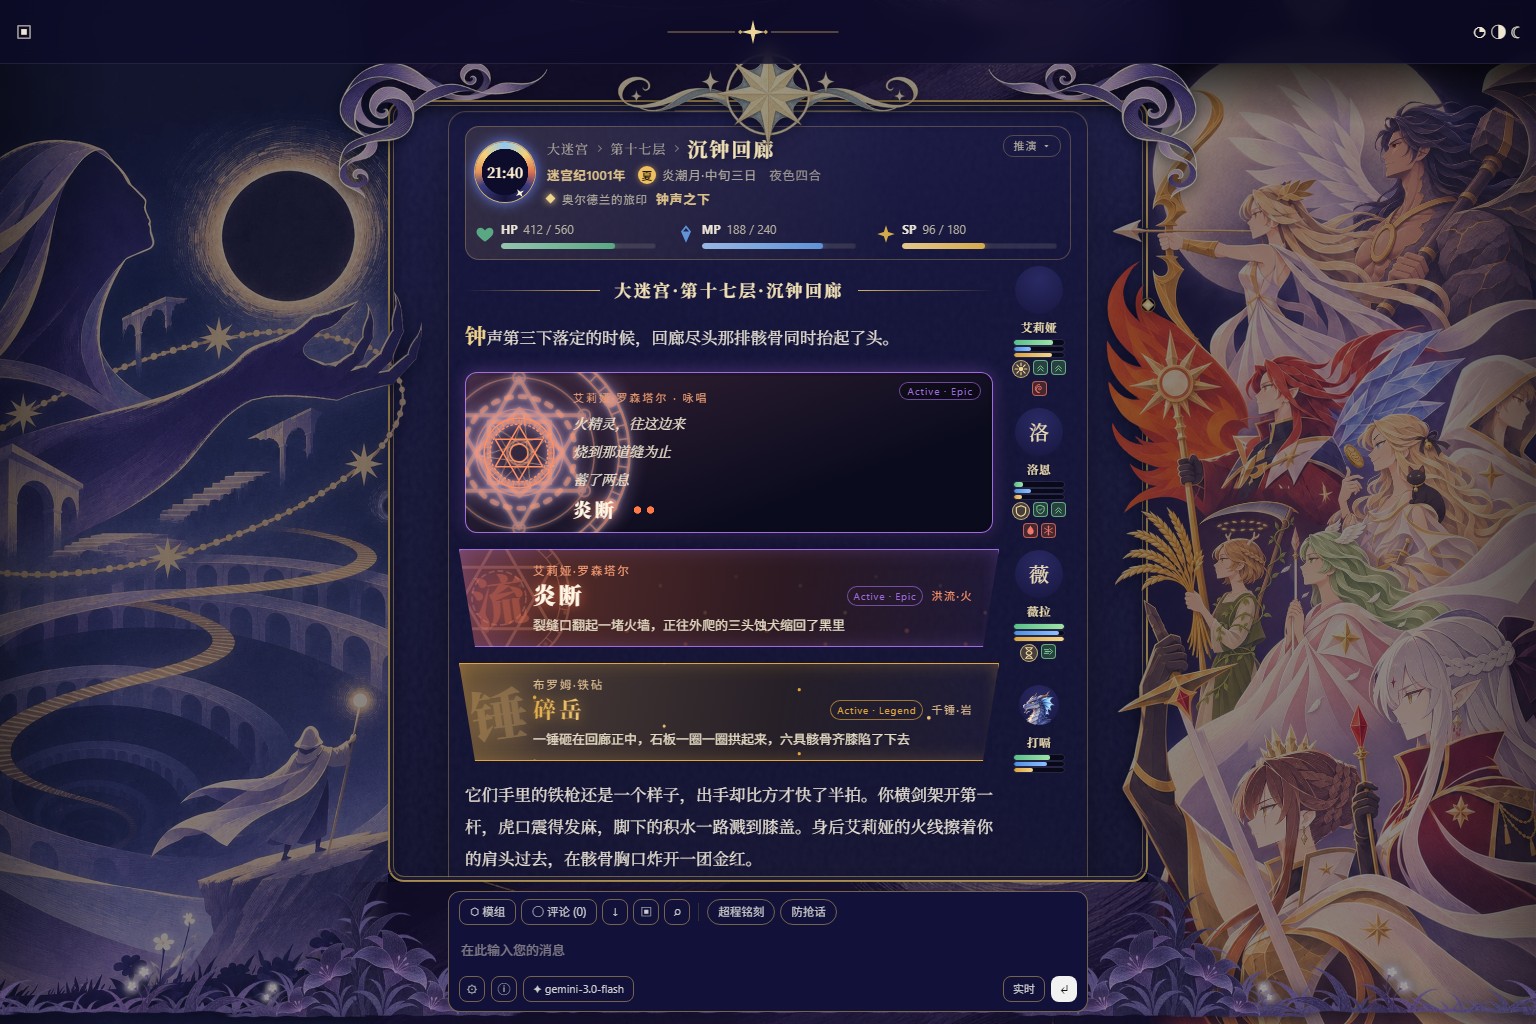 21:40
大迷宫 › 第十七层 › 沉钟回廊
推演
迷宫纪1001年 夏 炎潮月·中旬三日 夜色四合
奥尔德兰的旅印 钟声之下
HP 412 / 560
MP 188 / 240
SP 96 / 180
大迷宫·第十七层·沉钟回廊
钟声第三下落定的时候，回廊尽头那排骸骨同时抬起了头。
艾莉娅·罗森塔尔 · 咏唱
Active · Epic
火精灵，往这边来
烧到那道缝为止
蓄了两息
炎断
流
艾莉娅·罗森塔尔
炎断
Active · Epic
洪流·火
裂缝口翻起一堵火墙，正往外爬的三头蚀犬缩回了黑里
锤
布罗姆·铁砧
碎岳
Active · Legend
千锤·岩
一锤砸在回廊正中，石板一圈一圈拱起来，六具骸骨齐膝陷了下去
它们手里的铁枪还是一个样子，出手却比方才快了半拍。你横剑架开第一
杆，虎口震得发麻，脚下的积水一路溅到膝盖。身后艾莉娅的火线擦着你
的肩头过去，在骸骨胸口炸开一团金红。
艾莉娅
洛
洛恩
薇
薇拉
打嗝
模组
评论 (0)
超程铭刻
防抢话
在此输入您的消息
gemini-3.0-flash
实时